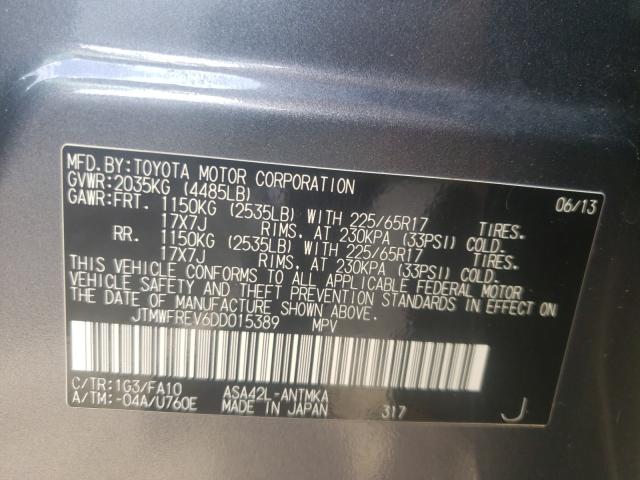 MFD. BY: TOYOTA MOTOR CORPORATION 06/13
GVWR: 2035KG (4485LB)
GAWR: FRT. 1150KG (2535LB) WITH 225/65R17 TIRES.
17X7J RIMS. AT 230KPA (33PSI) COLD.
RR. 1150KG (2535LB) WITH 225/65R17 TIRES.
17X7J RIMS. AT 230KPA (33PSI) COLD.
THIS VEHICLE CONFORMS TO ALL APPLICABLE FEDERAL MOTOR
VEHICLE SAFETY AND THEFT PREVENTION STANDARDS IN EFFECT ON
THE DATE OF MANUFACTURE SHOWN ABOVE.
JTMWFREV6DD015389 MPV
C/TR: 1G3/FA10 ASA42L-ANTMKA
A/TM: -04A/U760E MADE IN JAPAN 317 J